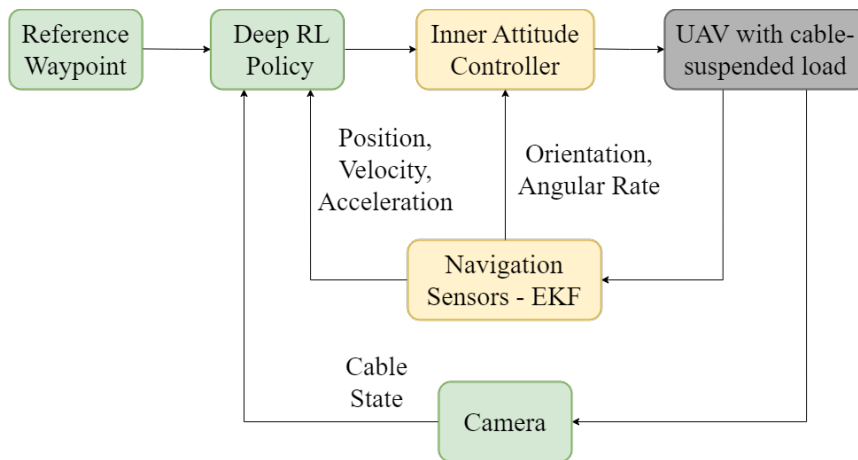 Reference
Waypoint
Deep RL
Policy
Inner Attitude
Controller
UAV with cable-
suspended load
Position,
Velocity,
Acceleration
Orientation,
Angular Rate
Navigation
Sensors - EKF
Cable
State
Camera